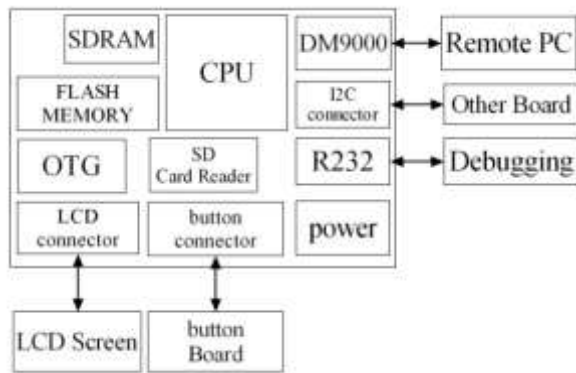 SDRAM
CPU
DM9000
Remote PC
FLASH
MEMORY
I2C
connector
Other Board
OTG
SD
Card Reader
R232
Debugging
LCD
connector
button
connector
power
LCD Screen
button
Board